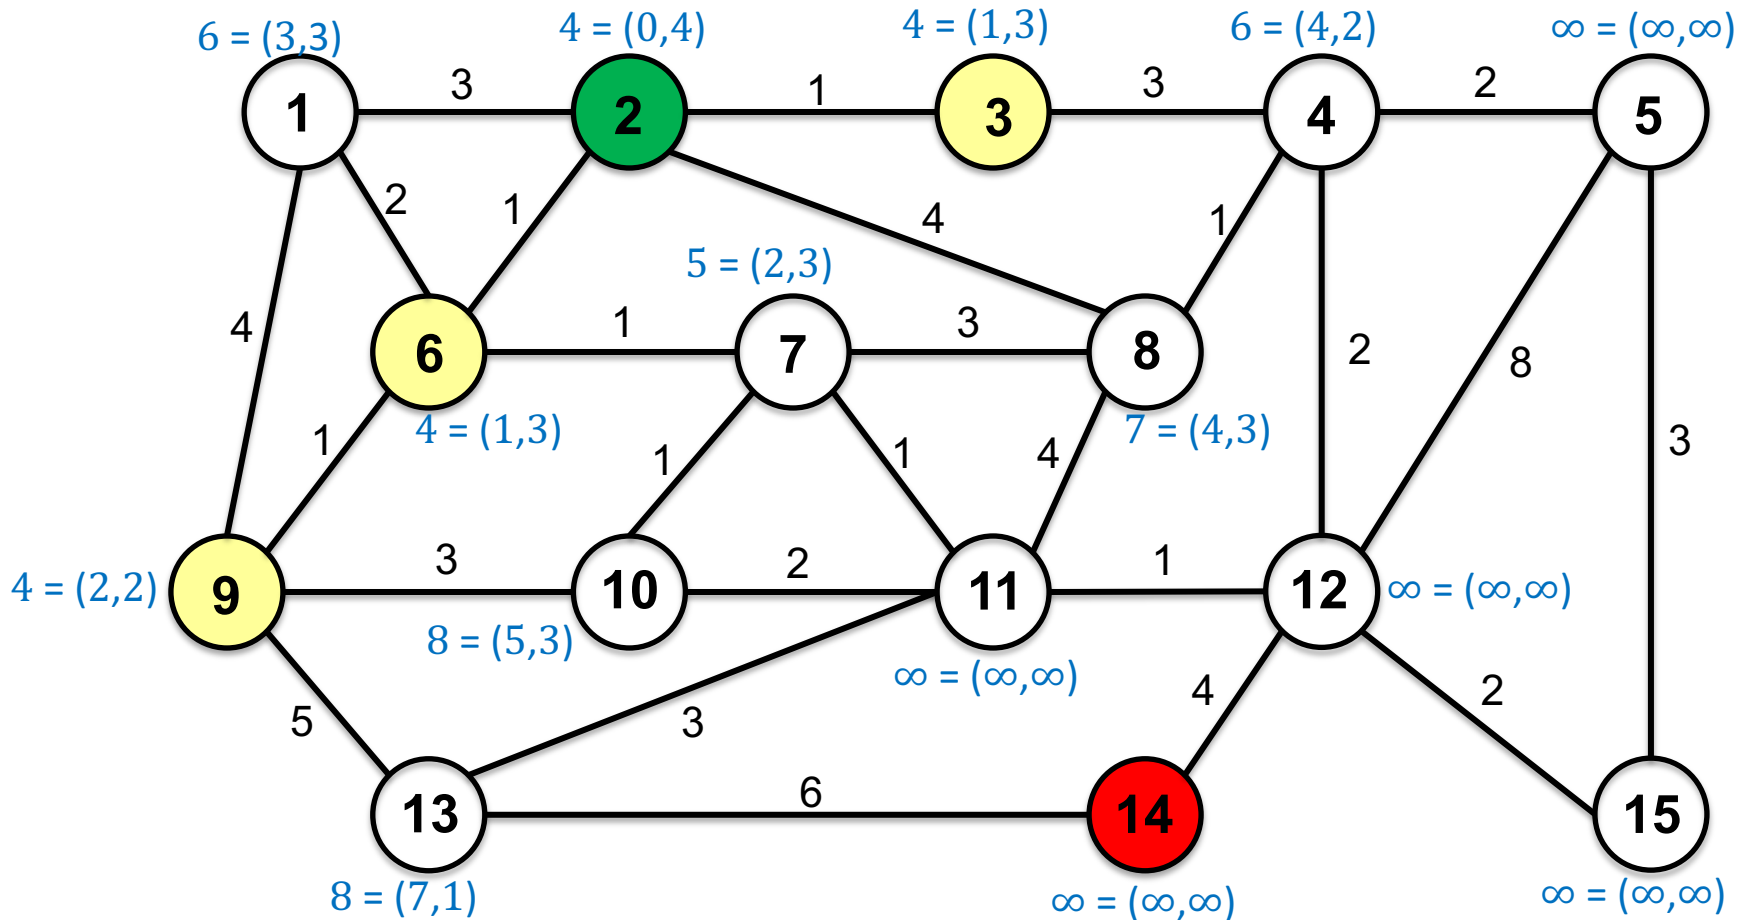 6 = (3,3)
4 = (0,4)
4 = (1,3)
6 = (4,2)
∞ = (∞,∞)
1
3
2
1
3
3
4
2
5
2
1
4
1
5 = (2,3)
4
6
1
7
3
8
2
8
4 = (1,3)
7 = (4,3)
1
1
1
4
3
4 = (2,2)
9
3
10
2
11
1
12
∞ = (∞,∞)
8 = (5,3)
∞ = (∞,∞)
5
3
4
2
13
6
14
15
8 = (7,1)
∞ = (∞,∞)
∞ = (∞,∞)